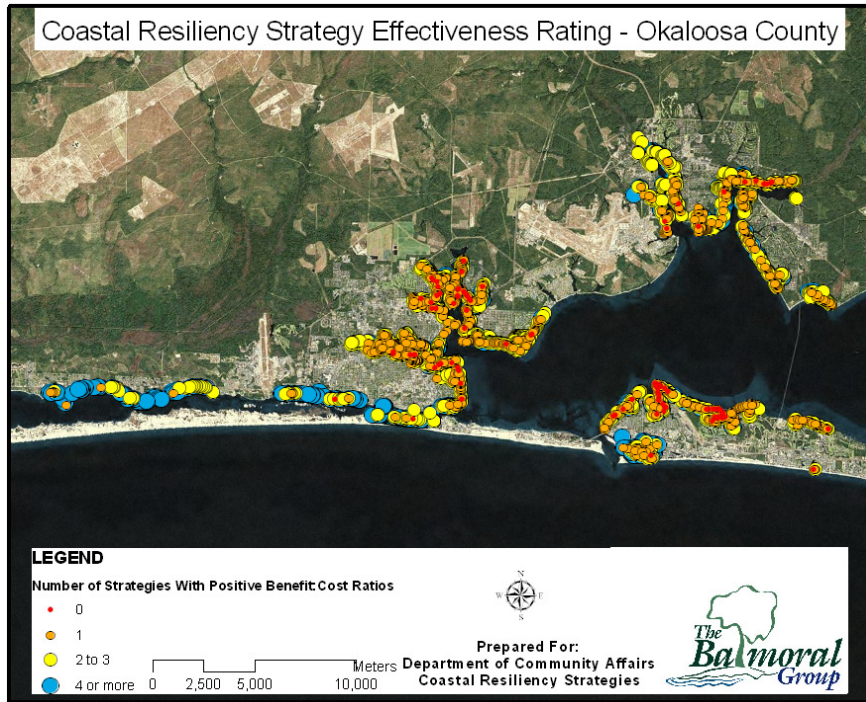 Coastal Resiliency Strategy Effectiveness Rating - Okaloosa County
LEGEND
Number of Strategies With Positive Benefit:Cost Ratios
0
1
2 to 3
4 or more
Meters
0 2,500 5,000 10,000
N
W E
S
Prepared For:
Department of Community Affairs
Coastal Resiliency Strategies
The
Balmoral
Group